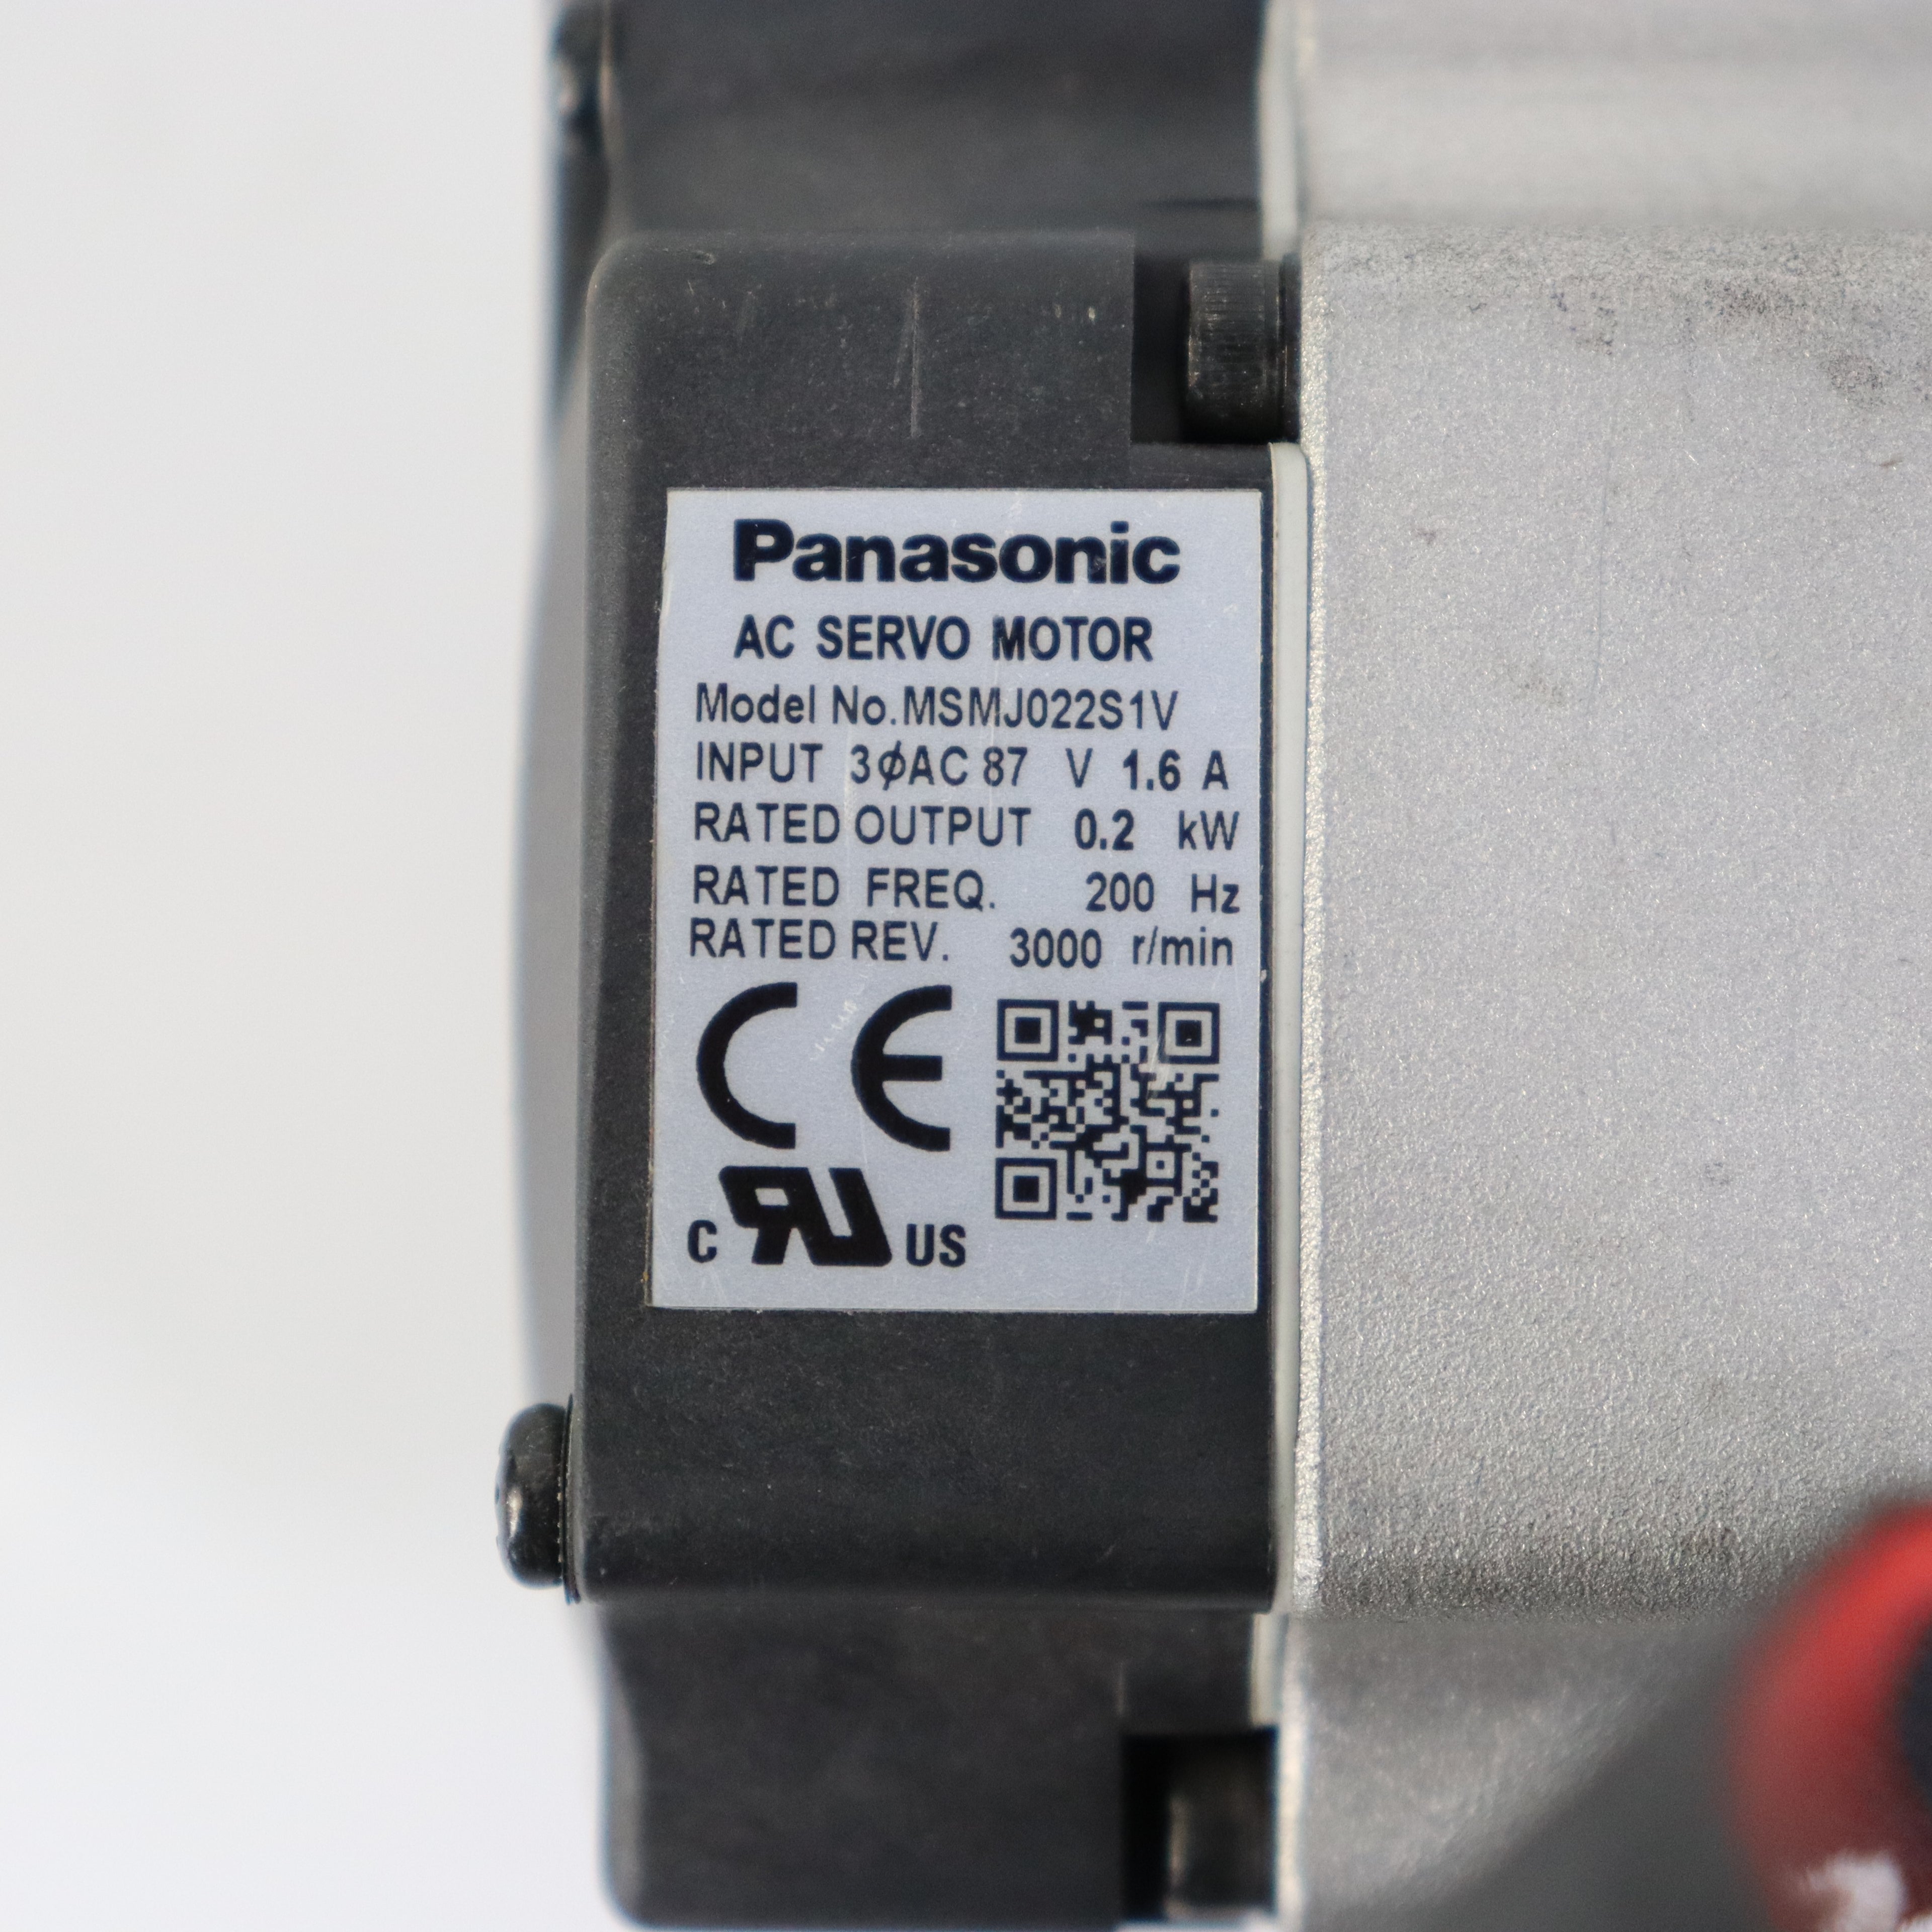 Panasonic
AC SERVO MOTOR
Model No.MSMJ022S1V
INPUT 3ϕAC 87 V 1.6 A
RATED OUTPUT 0.2 kW
RATED FREQ. 200 Hz
RATED REV. 3000 r/min
CE
C RU US